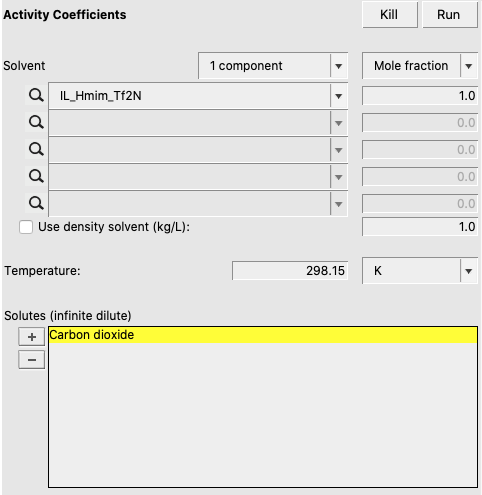 Activity Coefficients Kill Run
Solvent 1 component Mole fraction
IL_Hmim_Tf2N 1.0
0.0
0.0
0.0
0.0
Use density solvent (kg/L): 1.0
Temperature: 298.15 K
Solutes (infinite dilute)
+ Carbon dioxide
−